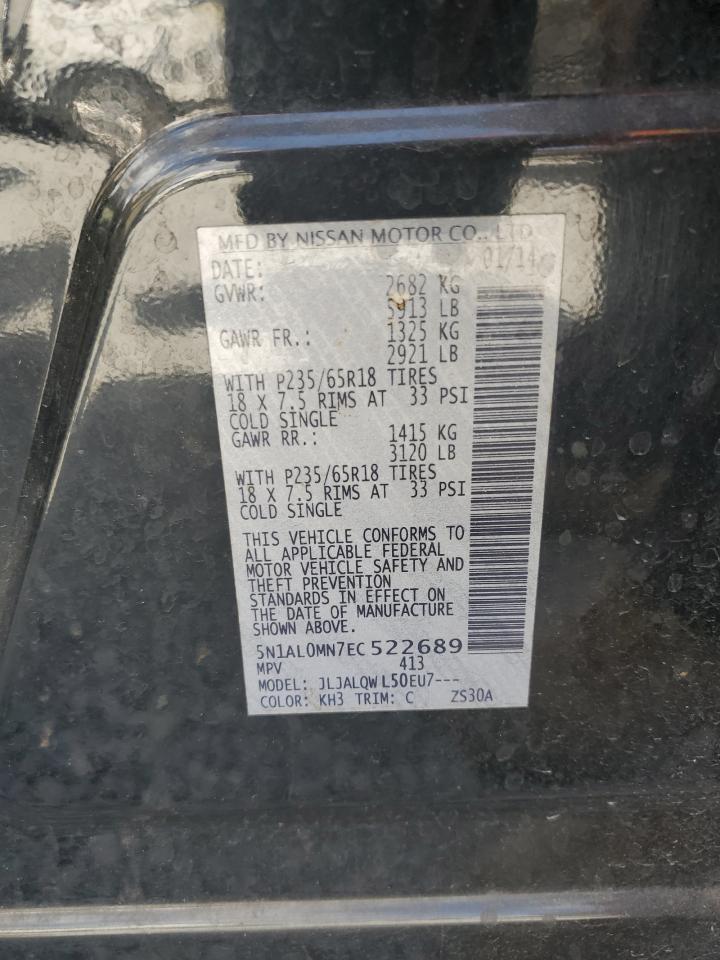 MFD BY NISSAN MOTOR CO., LTD
DATE: 01/14
GVWR: 2682 KG
5913 LB
GAWR FR.: 1325 KG
2921 LB
WITH P235/65R18 TIRES
18 X 7.5 RIMS AT 33 PSI
COLD SINGLE
GAWR RR.: 1415 KG
3120 LB
WITH P235/65R18 TIRES
18 X 7.5 RIMS AT 33 PSI
COLD SINGLE
THIS VEHICLE CONFORMS TO
ALL APPLICABLE FEDERAL
MOTOR VEHICLE SAFETY AND
THEFT PREVENTION
STANDARDS IN EFFECT ON
THE DATE OF MANUFACTURE
SHOWN ABOVE.
5N1AL0MN7EC522689
MPV 413
MODEL: JLJALQWL50EU7---
COLOR: KH3 TRIM: C ZS30A